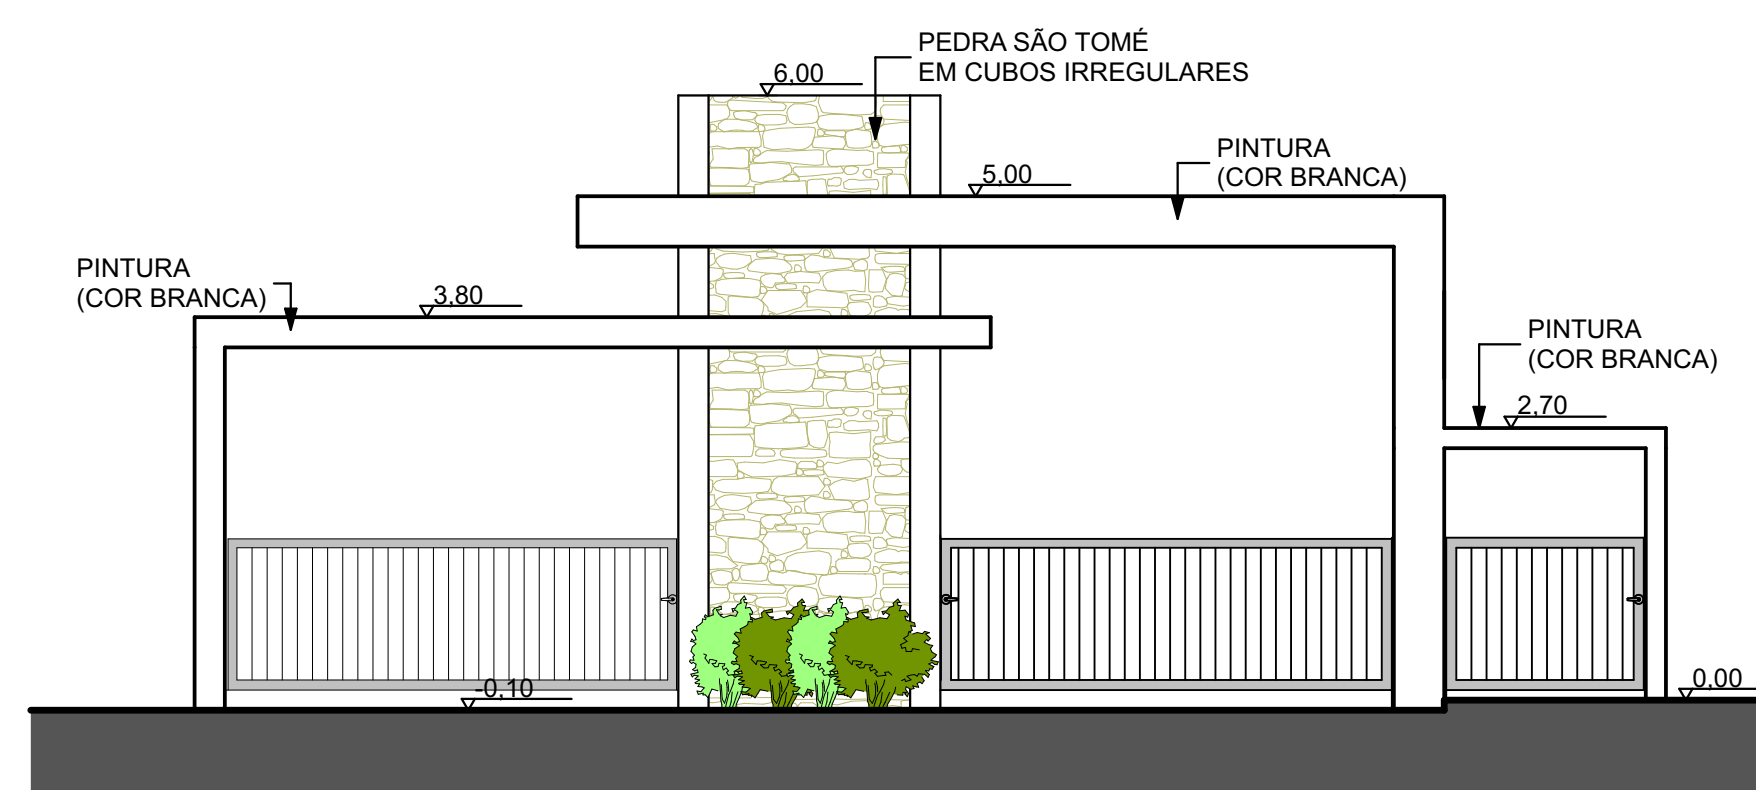 PEDRA SÃO TOMÉ
EM CUBOS IRREGULARES
6,00
PINTURA
(COR BRANCA)
5,00
PINTURA
(COR BRANCA)
3,80
PINTURA
(COR BRANCA)
2,70
-0,10
0,00